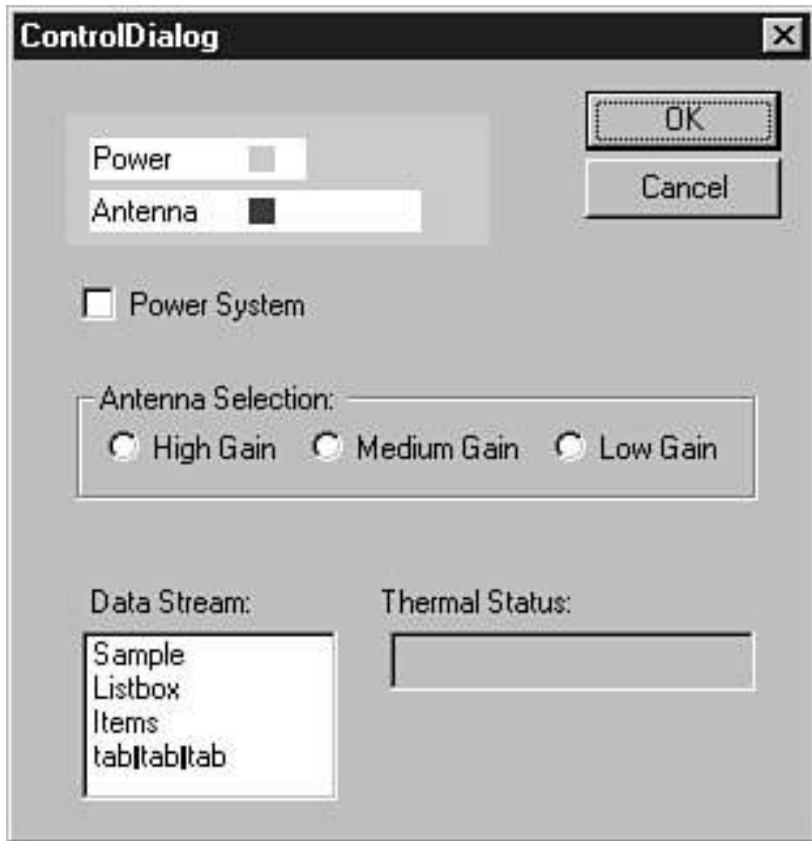 ControlDialog
Power
Antenna
OK
Cancel
Power System
Antenna Selection:
High Gain Medium Gain Low Gain
Data Stream:
Thermal Status:
Sample
Listbox
Items
tab|tab|tab